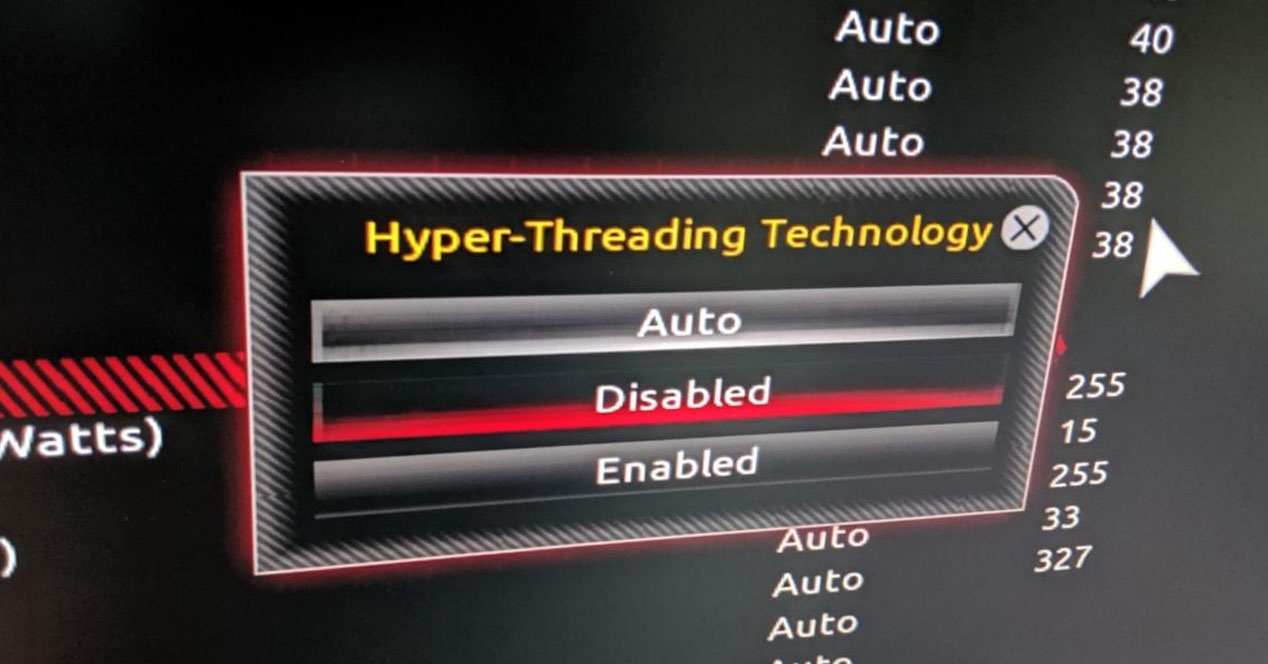 Auto 40
Auto 38
Auto 38
38
Hyper-Threading Technology
38
Auto
Disabled
255
Watts)
15
Enabled
255
33
Auto
)
327
Auto
Auto
Auto